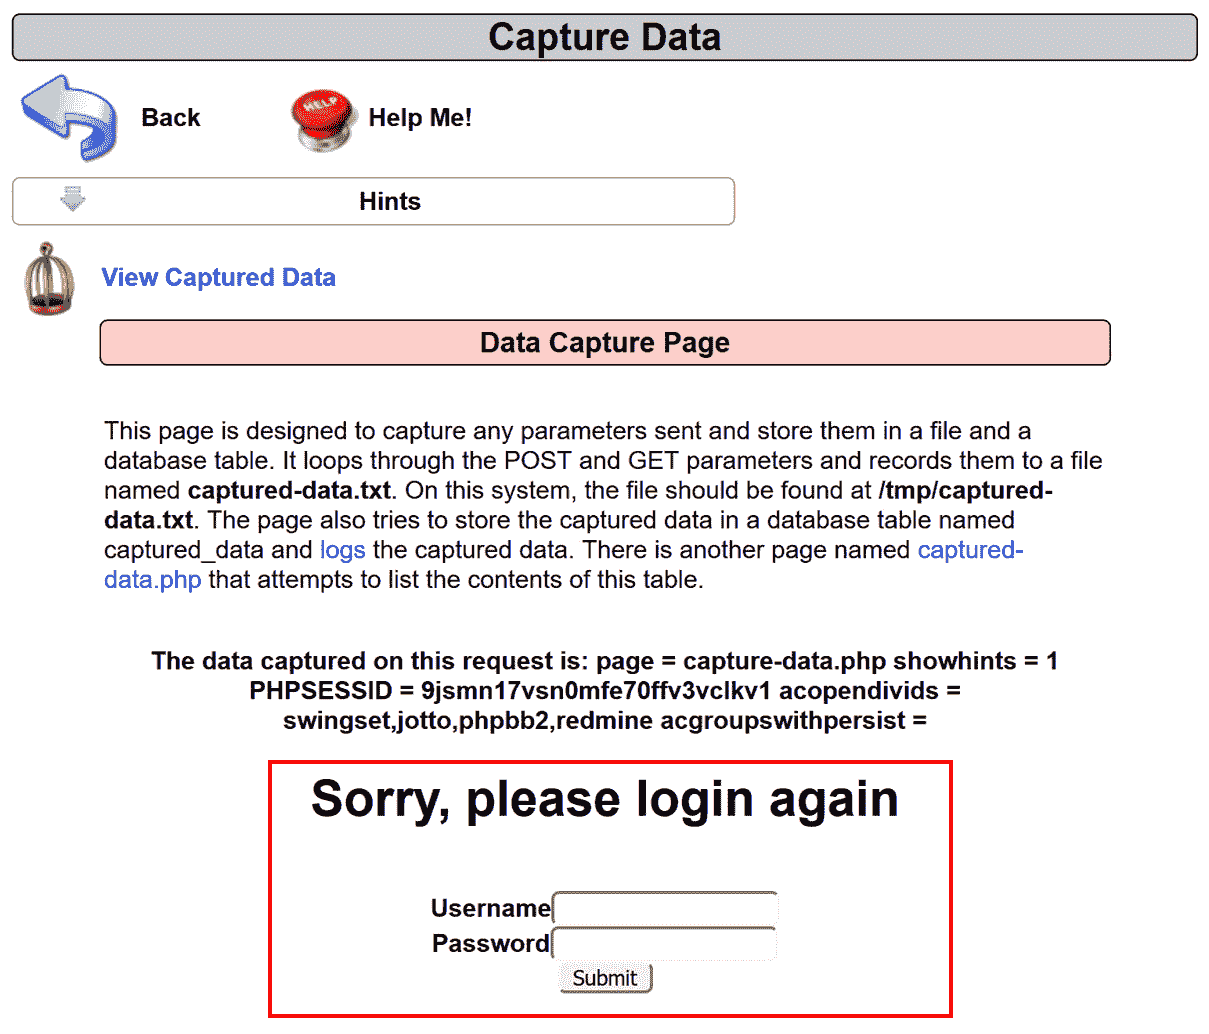 Capture Data
Back
HELP
Help Me!
Hints
View Captured Data
Data Capture Page
This page is designed to capture any parameters sent and store them in a file and a
database table. It loops through the POST and GET parameters and records them to a file
named captured-data.txt. On this system, the file should be found at /tmp/captured-
data.txt. The page also tries to store the captured data in a database table named
captured_data and logs the captured data. There is another page named captured-
data.php that attempts to list the contents of this table.
The data captured on this request is: page = capture-data.php showhints = 1
PHPSESSID = 9jsmn17vsn0mfe70ffv3vclkv1 acopendivids =
swingset,jotto,phpbb2,redmine acgroupswithpersist =
Sorry, please login again
Username
Password
Submit